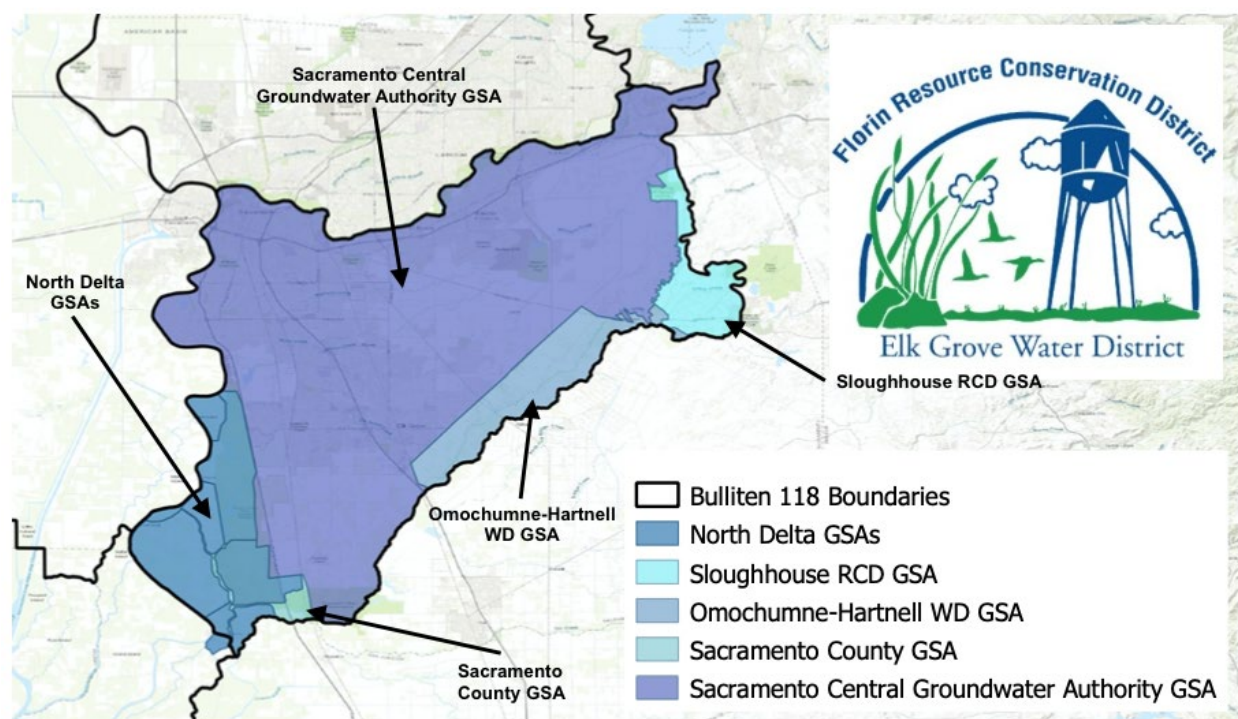 AMERICAN BASIN
Sacramento Central
Groundwater Authority GSA
North Delta
GSAs
Sloughhouse RCD GSA
Omochumne-Hartnell
WD GSA
Sacramento
County GSA
Florin Resource Conservation District
Elk Grove Water District
Bulliten 118 Boundaries
North Delta GSAs
Sloughhouse RCD GSA
Omochumne-Hartnell WD GSA
Sacramento County GSA
Sacramento Central Groundwater Authority GSA